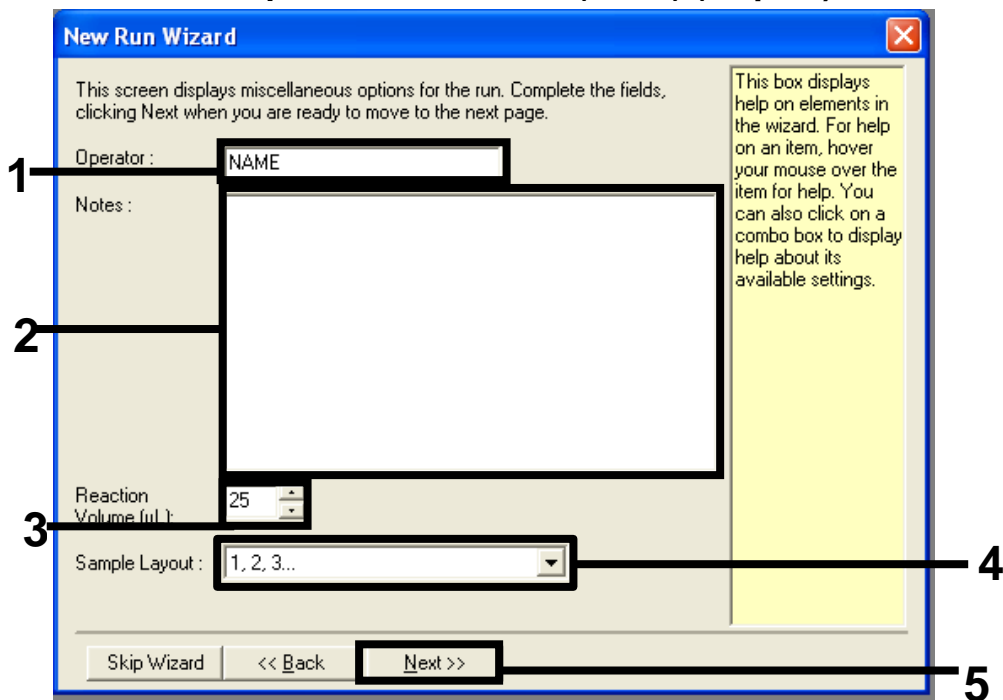 New Run Wizard
This screen displays miscellaneous options for the run. Complete the fields,
clicking Next when you are ready to move to the next page.
This box displays
help on elements in
the wizard. For help
on an item, hover
your mouse over the
item for help. You
can also click on a
combo box to display
help about its
available settings.
1
Operator :
NAME
Notes :
2
Reaction
Volume (µL):
25
3
Sample Layout :
1, 2, 3...
4
Skip Wizard
<< Back
Next >>
5